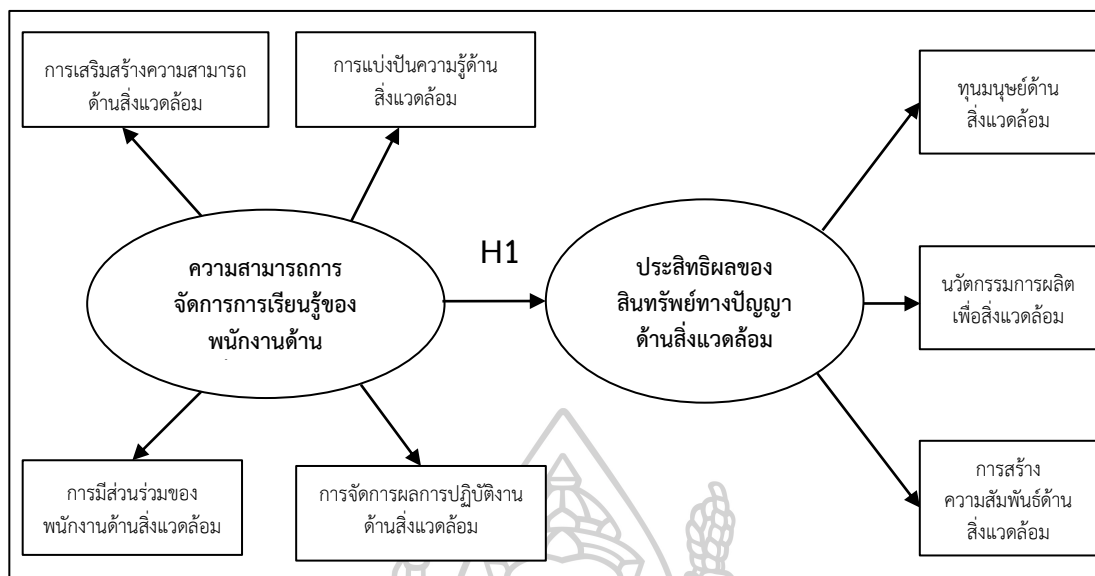 การเสริมสร้างความสามารถ
ด้านสิ่งแวดล้อม
การแบ่งปันความรู้ด้าน
สิ่งแวดล้อม
ทุนมนุษย์ด้าน
สิ่งแวดล้อม
ความสามารถการ
จัดการการเรียนรู้ของ
พนักงานด้าน
H1
ประสิทธิผลของ
สินทรัพย์ทางปัญญา
ด้านสิ่งแวดล้อม
นวัตกรรมการผลิต
เพื่อสิ่งแวดล้อม
การมีส่วนร่วมของ
พนักงานด้านสิ่งแวดล้อม
การจัดการผลการปฏิบัติงาน
ด้านสิ่งแวดล้อม
การสร้าง
ความสัมพันธ์ด้าน
สิ่งแวดล้อม